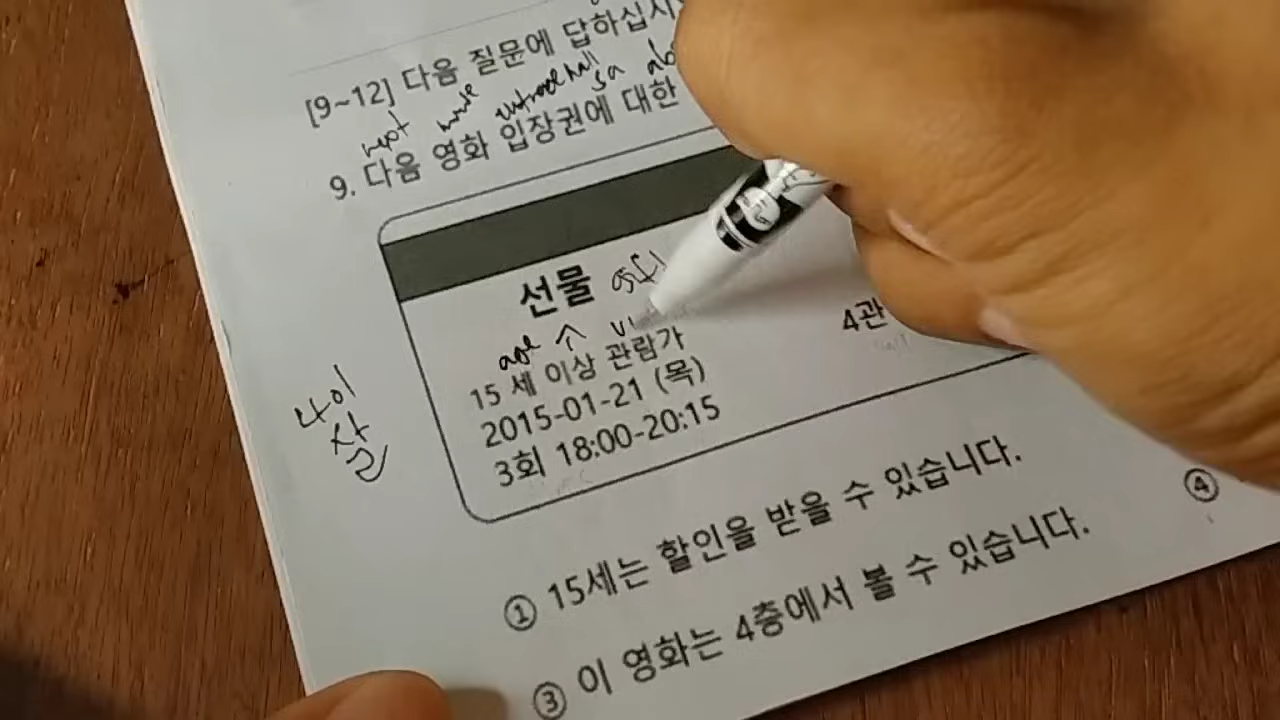 [9~12] 다음 질문에 답하십시
next
9. 다음 영화 입장권에 대한
선물
age ↑
15 세 이상 관람가
4관
2015-01-21 (목)
3회 18:00-20:15
나이
살
① 15세는 할인을 받을 수 있습니다.
④
③ 이 영화는 4층에서 볼 수 있습니다.